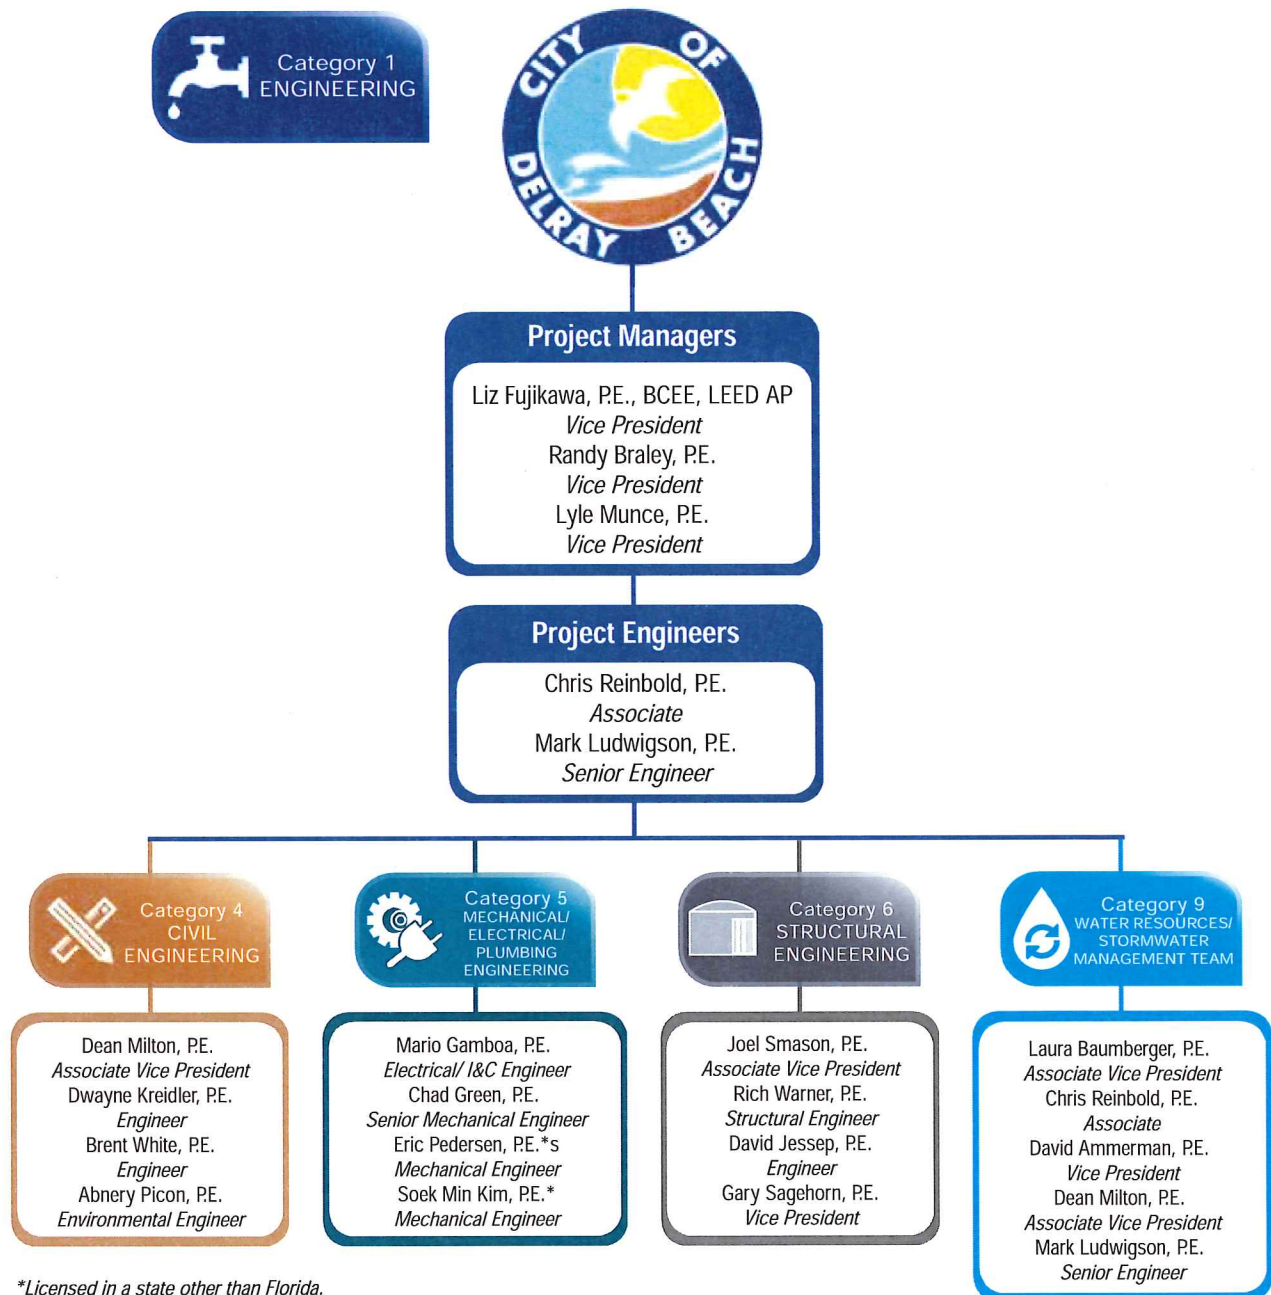 Category 1
ENGINEERING
CITY OF
DELRAY BEACH
Project Managers
Liz Fujikawa, P.E., BCEE, LEED AP
Vice President
Randy Braley, P.E.
Vice President
Lyle Munce, P.E.
Vice President
Project Engineers
Chris Reinbold, P.E.
Associate
Mark Ludwigson, P.E.
Senior Engineer
Category 4
CIVIL
ENGINEERING
Dean Milton, P.E.
Associate Vice President
Dwayne Kreidler, P.E.
Engineer
Brent White, P.E.
Engineer
Abnery Picon, P.E.
Environmental Engineer
Category 5
MECHANICAL/
ELECTRICAL/
PLUMBING
ENGINEERING
Mario Gamboa, P.E.
Electrical/ I&C Engineer
Chad Green, P.E.
Senior Mechanical Engineer
Eric Pedersen, P.E.*s
Mechanical Engineer
Soek Min Kim, P.E.*
Mechanical Engineer
Category 6
STRUCTURAL
ENGINEERING
Joel Smason, P.E.
Associate Vice President
Rich Warner, P.E.
Structural Engineer
David Jessep, P.E.
Engineer
Gary Sagehorn, P.E.
Vice President
Category 9
WATER RESOURCES/
STORMWATER
MANAGEMENT TEAM
Laura Baumberger, P.E.
Associate Vice President
Chris Reinbold, P.E.
Associate
David Ammerman, P.E.
Vice President
Dean Milton, P.E.
Associate Vice President
Mark Ludwigson, P.E.
Senior Engineer
*Licensed in a state other than Florida.